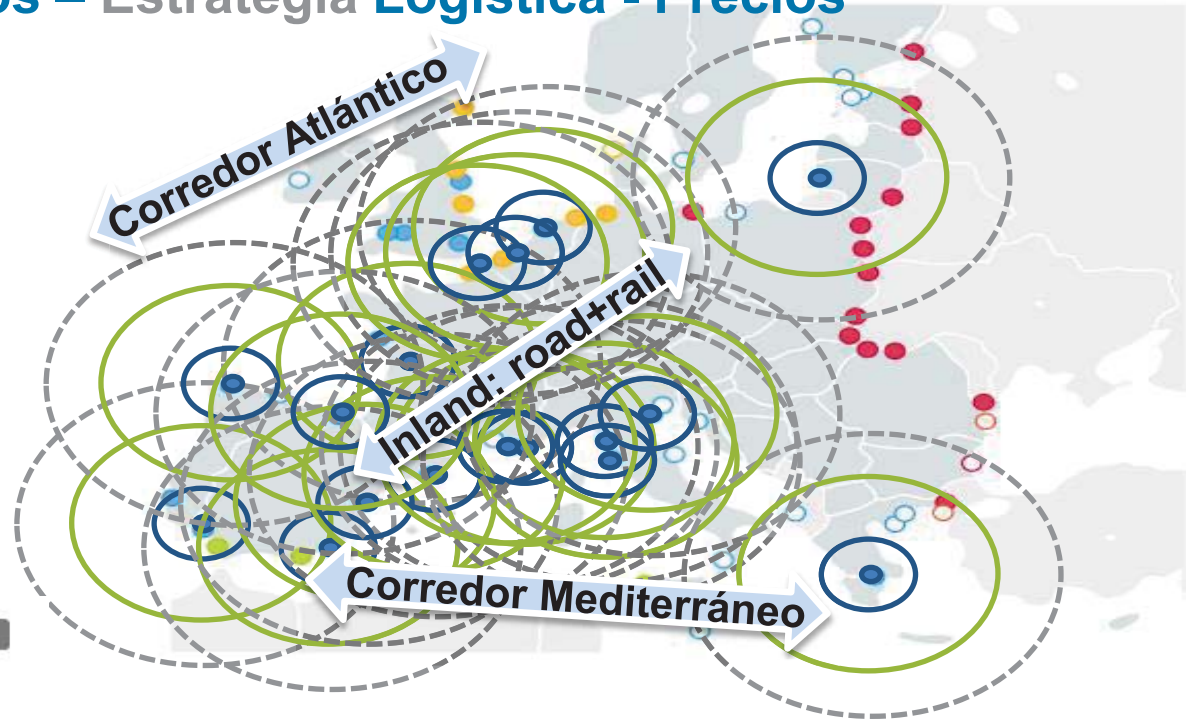 Estrategia Logística - Precios
Corredor Atlántico
Inland: road+rail
Corredor Mediterráneo